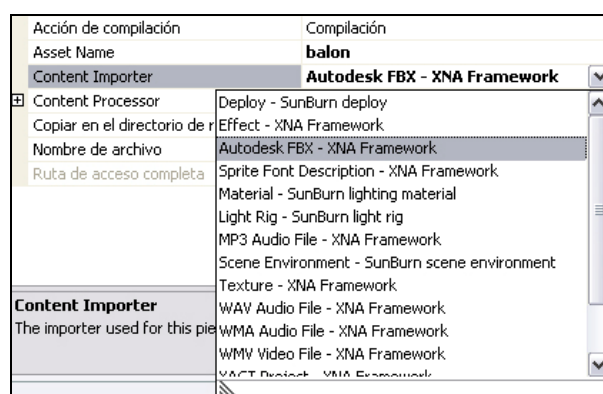 Acción de compilación Compilación
Asset Name balon
Content Importer Autodesk FBX - XNA Framework
Content Processor
Deploy - SunBurn deploy
Copiar en el directorio de r
Effect - XNA Framework
Nombre de archivo
Autodesk FBX - XNA Framework
Ruta de acceso completa
Sprite Font Description - XNA Framework
Material - SunBurn lighting material
Light Rig - SunBurn light rig
MP3 Audio File - XNA Framework
Scene Environment - SunBurn scene environment
Texture - XNA Framework
Content Importer
WAV Audio File - XNA Framework
The importer used for this pie
WMA Audio File - XNA Framework
WMV Video File - XNA Framework
XACT Project - XNA Framework